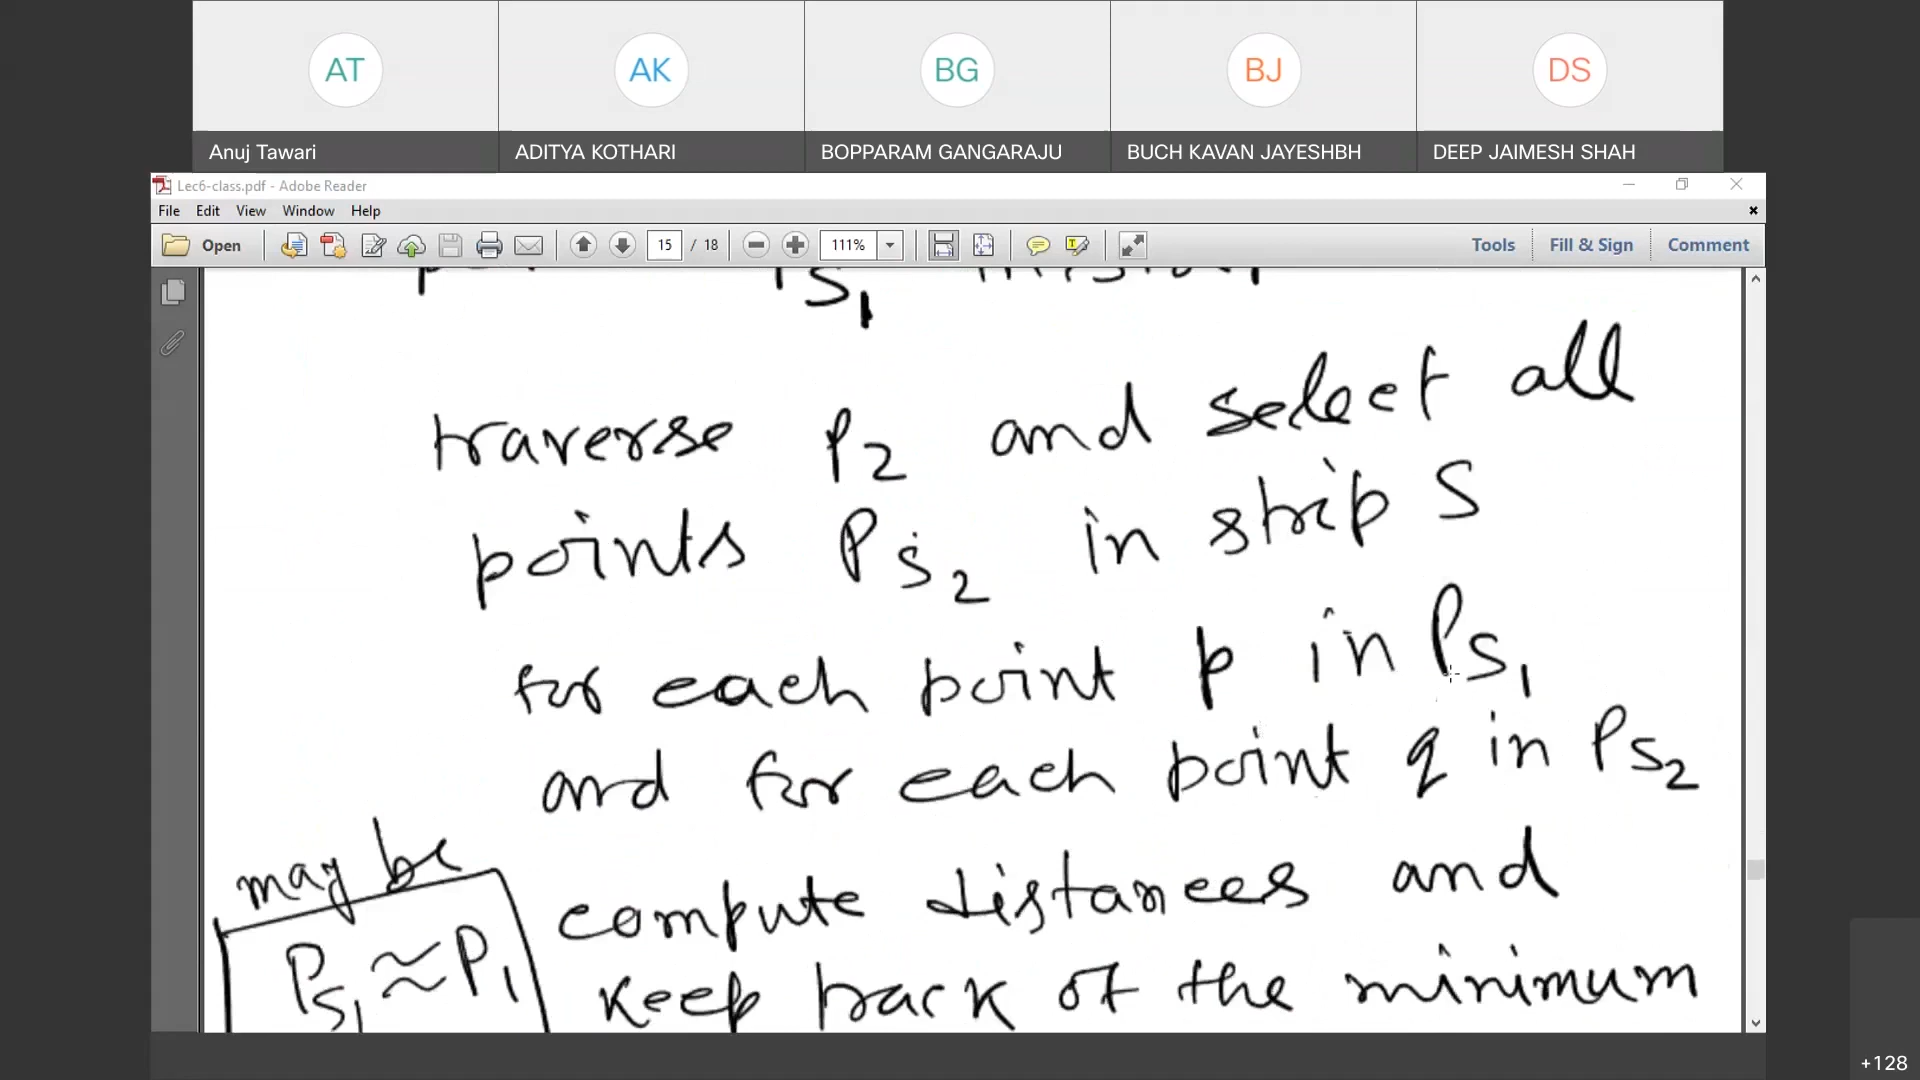 AT
AK
BG
BJ
DS
Anuj Tawari
ADITYA KOTHARI
BOPPARAM GANGARAJU
BUCH KAVAN JAYESHBH
DEEP JAIMESH SHAH
Lec6-class.pdf - Adobe Reader
File Edit View Window Help
Open 15 / 18 111% Tools Fill & Sign Comment
traverse P2 and select all
points PS2 in strip S
for each point p in PS1
and for each point q in PS2
may be
compute distances and
PS1 ≈ P1
keep track of the minimum
+128